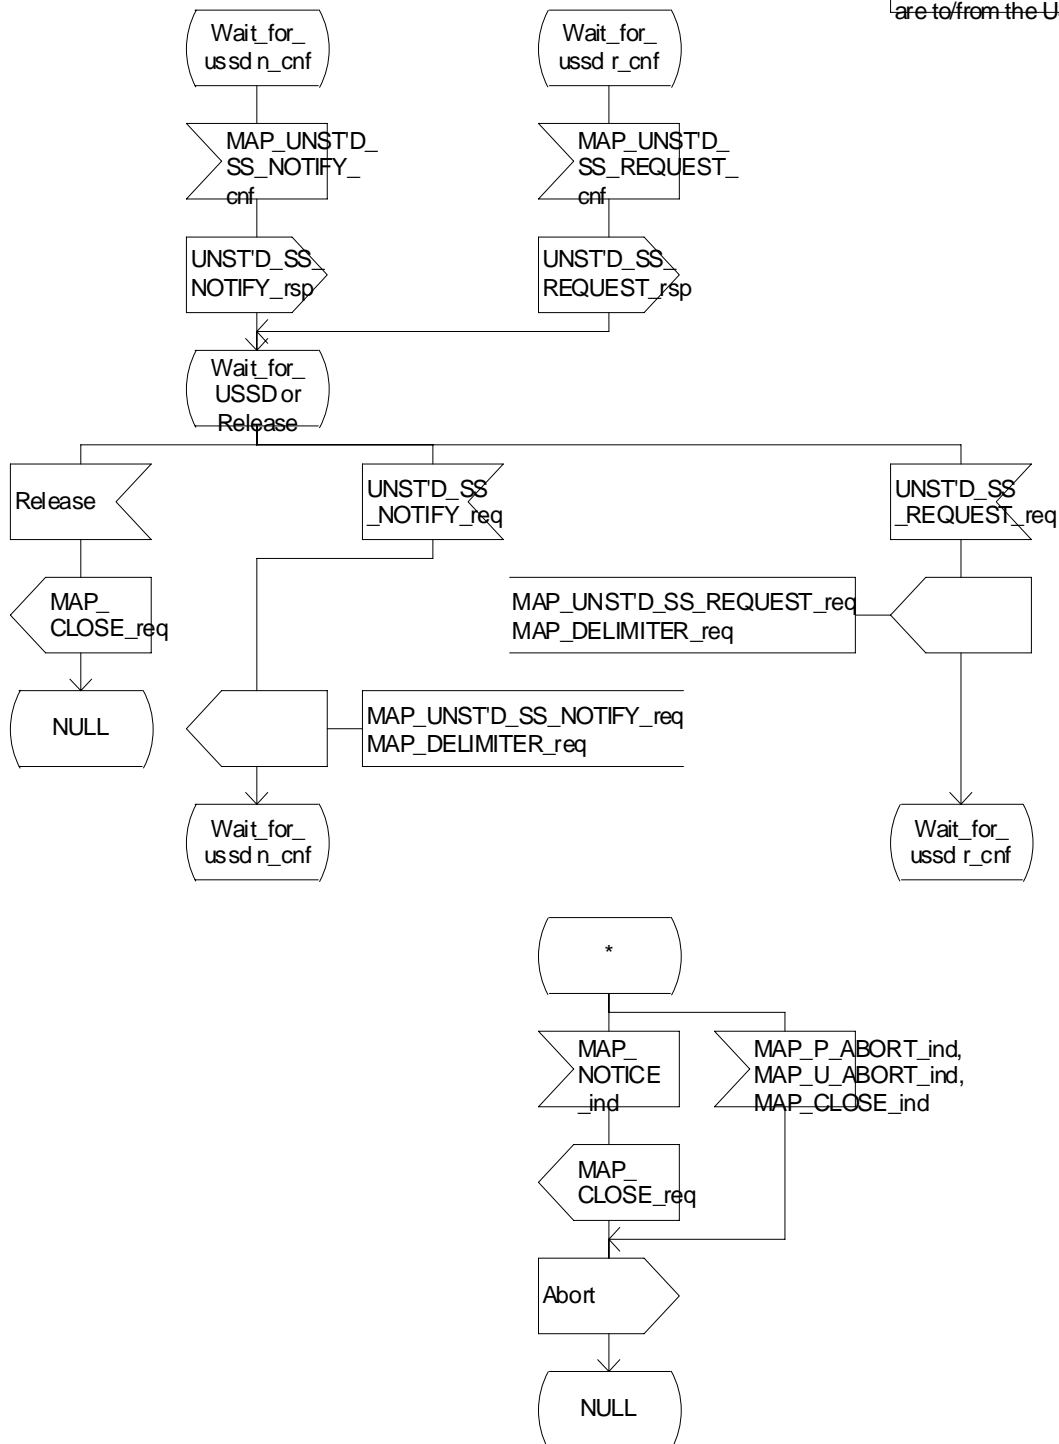 are to/from the U
Wait_for_
ussd n_cnf
Wait_for_
ussd r_cnf
MAP_UNST'D_
SS_NOTIFY_
cnf
MAP_UNST'D_
SS_REQUEST_
cnf
UNST'D_SS_
NOTIFY_rsp
UNST'D_SS_
REQUEST_rsp
Wait_for_
USSD or
Release
Release
UNST'D_SS
_NOTIFY_req
UNST'D_SS
_REQUEST_req
MAP_
CLOSE_req
MAP_UNST'D_SS_REQUEST_req
MAP_DELIMITER_req
NULL
MAP_UNST'D_SS_NOTIFY_req
MAP_DELIMITER_req
Wait_for_
ussd n_cnf
Wait_for_
ussd r_cnf
*
MAP_
NOTICE
_ind
MAP_P_ABORT_ind,
MAP_U_ABORT_ind,
MAP_CLOSE_ind
MAP_
CLOSE_req
Abort
NULL